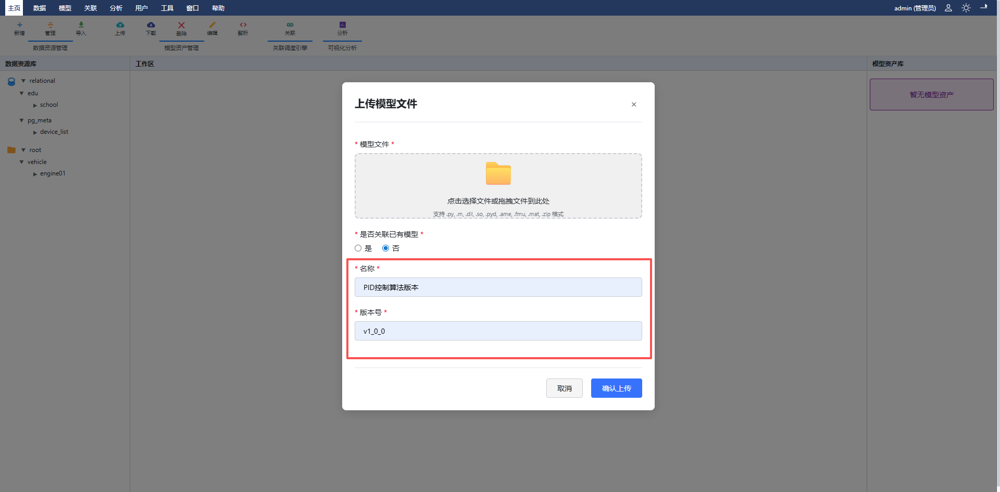 主页 数据 模型 关联 分析 用户 工具 窗口 帮助 admin (管理员)
新增 管理 导入 上传 下载 删除 编辑 解析 关联 分析
数据资源管理 模型资产管理 关联调度引擎 可视化分析
数据资源库 工作区 模型资产库
relational
edu
school
pg_meta
device_list
root
vehicle
engine01
暂无模型资产
上传模型文件 ×
* 模型文件 *
点击选择文件或拖拽文件到此处
支持 .py, .m, .dll, .so, .pyd, .ame, .fmu, .mat, .zip 格式
* 是否关联已有模型 *
是 否
* 名称 *
PID控制算法版本
* 版本号 *
v1_0_0
取消 确认上传